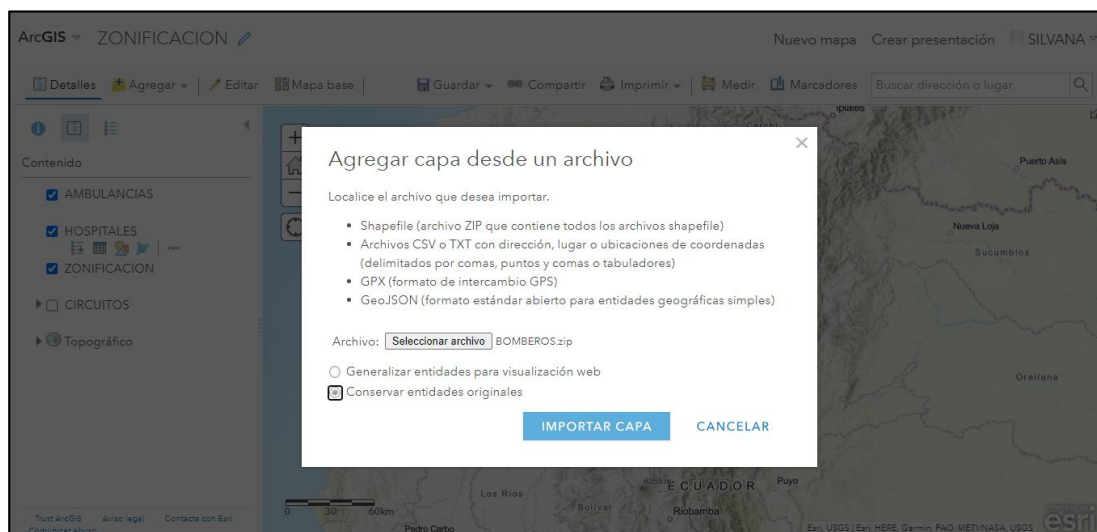 ArcGIS ZONIFICACION
Nuevo mapa Crear presentación SILVANA
Detalles Agregar Editar Mapa base Guardar Compartir Imprimir Medir Marcadores Buscar dirección o lugar
Contenido
AMBULANCIAS
HOSPITALES
ZONIFICACION
CIRCUITOS
Topográfico
Agregar capa desde un archivo
Localice el archivo que desea importar.
• Shapefile (archivo ZIP que contiene todos los archivos shapefile)
• Archivos CSV o TXT con dirección, lugar o ubicaciones de coordenadas
(delimitados por comas, puntos y comas o tabuladores)
• GPX (formato de intercambio GPS)
• GeoJSON (formato estándar abierto para entidades geográficas simples)
Archivo: Seleccionar archivo BOMBEROS.zip
Generalizar entidades para visualización web
Conservar entidades originales
IMPORTAR CAPA CANCELAR
Puerto Asis
Nueva Loja
Sucumbios
Orellana
ECUADOR
Puyo
Los Rios
Bolivar
Riobamba
Pedro Carbo
0 30 60km
Trust ArcGIS Aviso legal Contacta con Esri
Comunicar abuso
Esri, USGS | Esri, HERE, Garmin, FAO, METI/NASA, USGS
esri